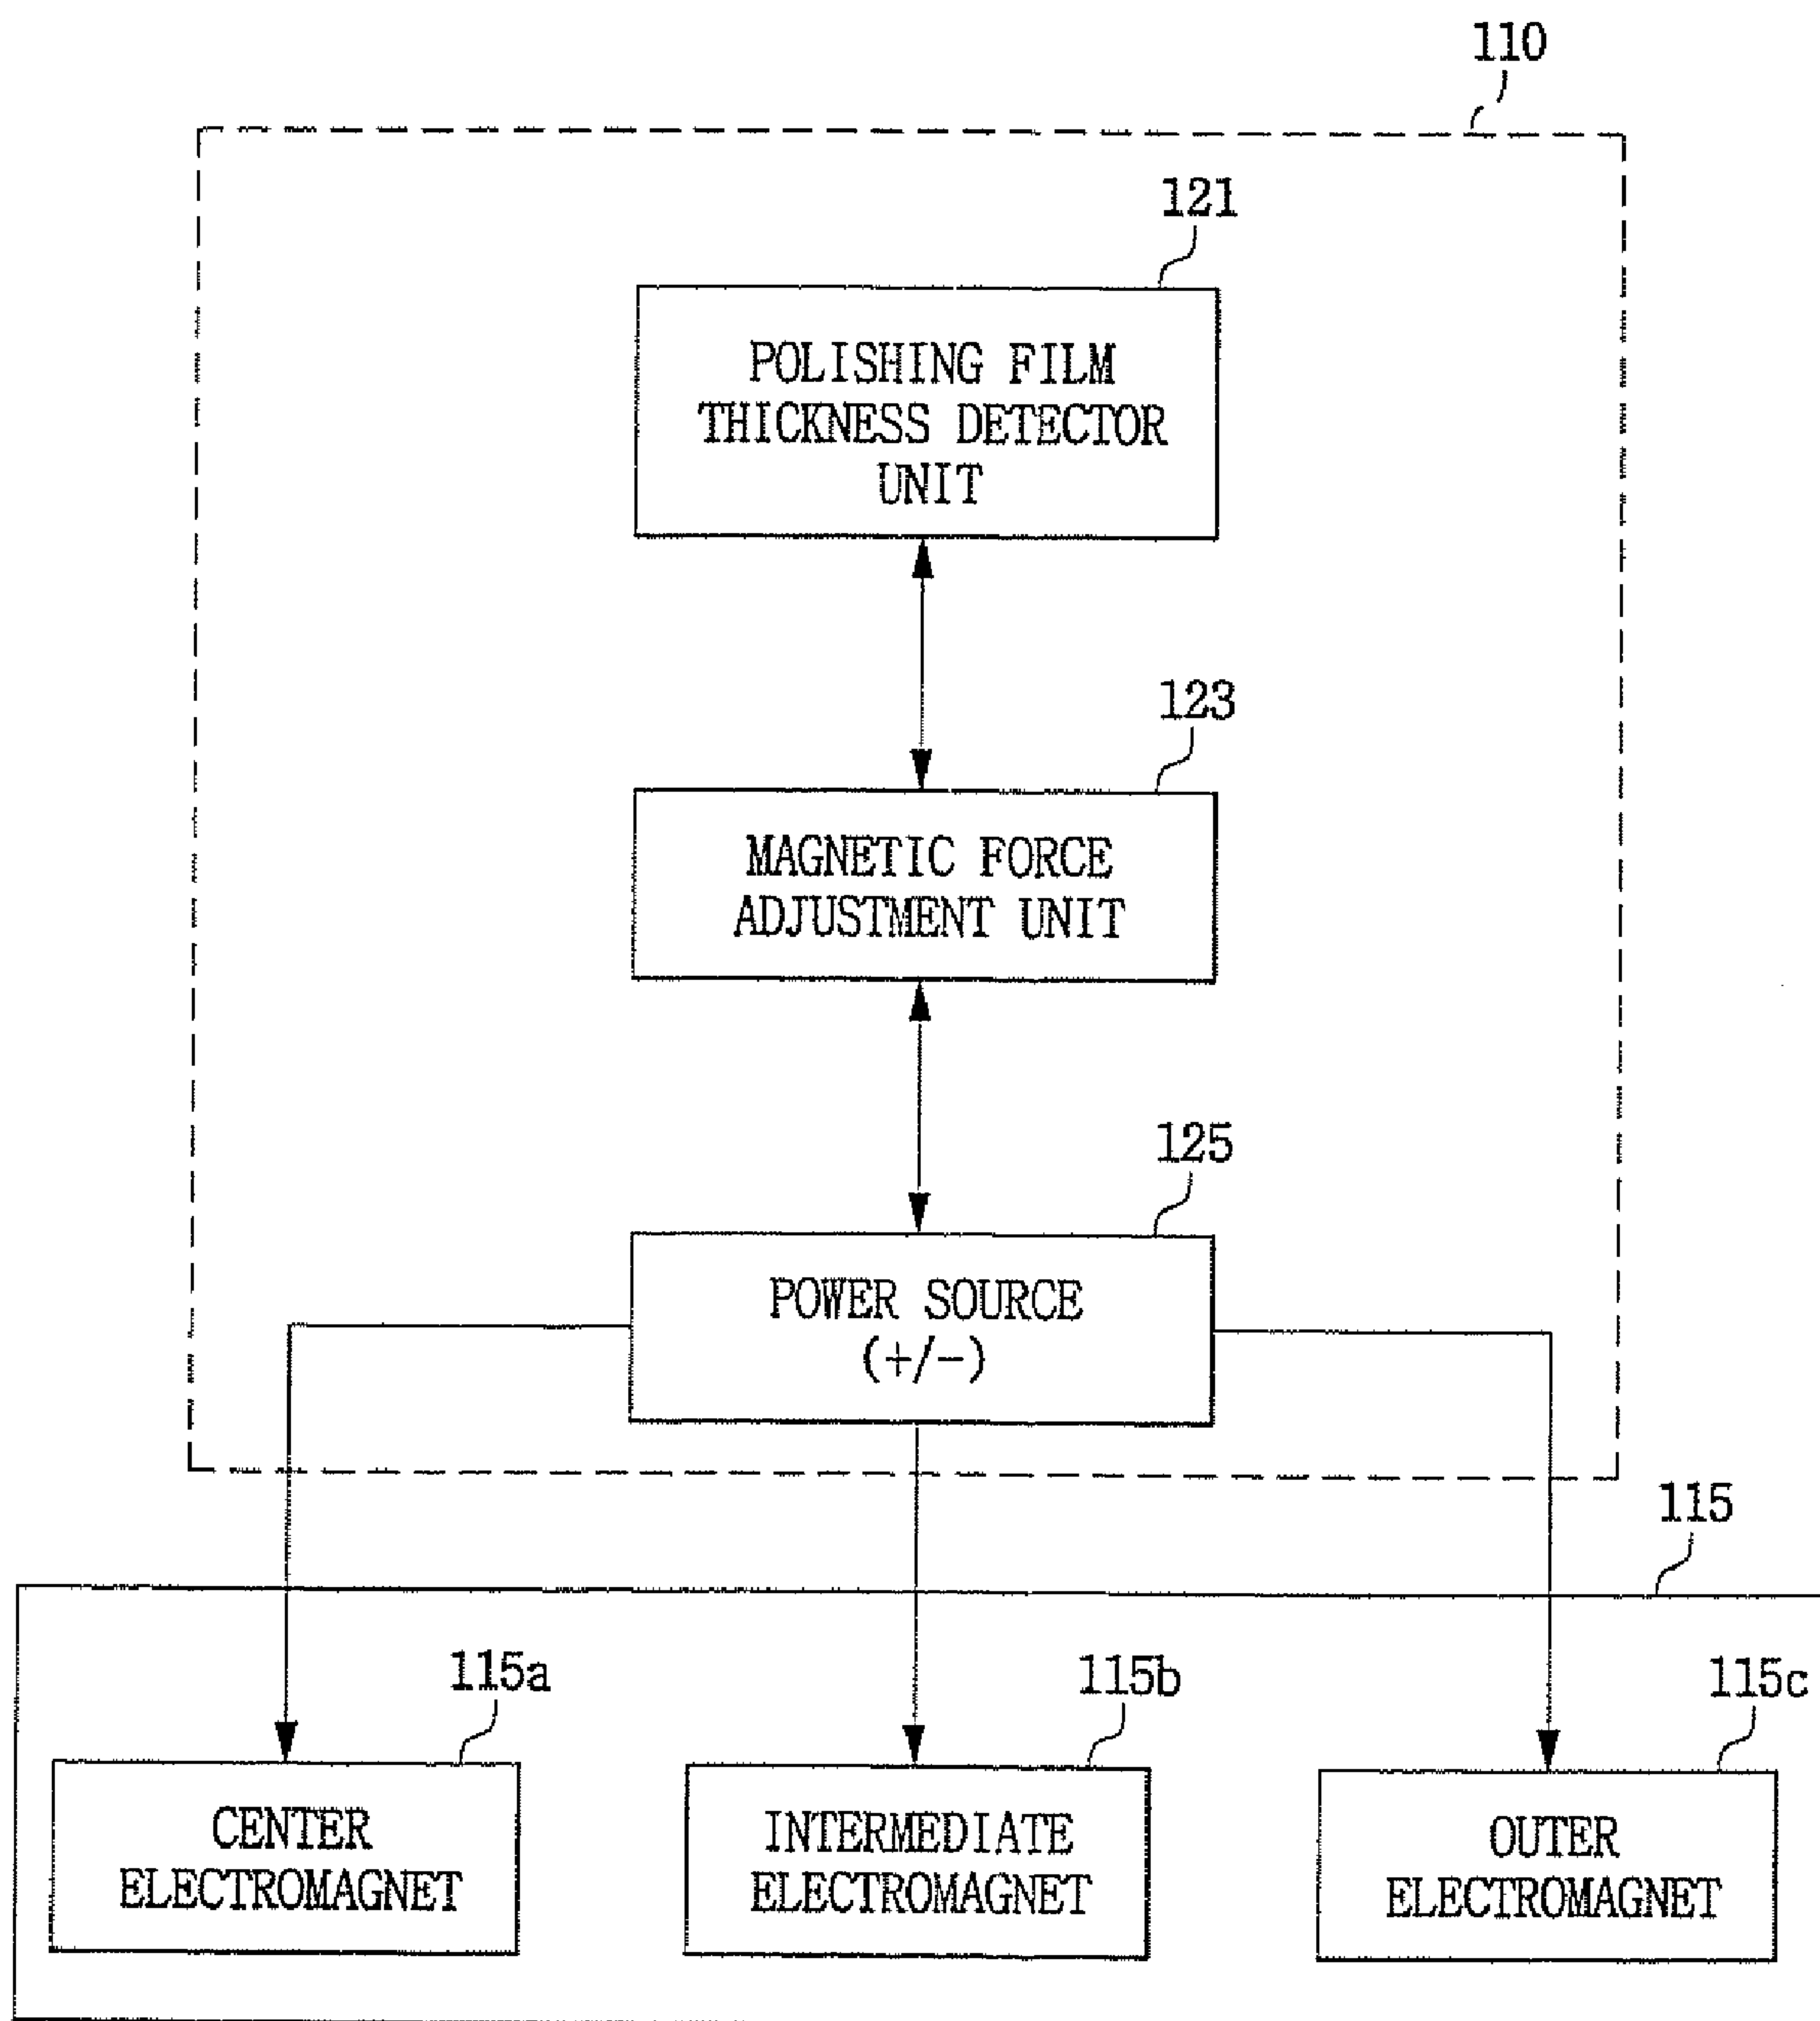 110
121
POLISHING FILM
THICKNESS DETECTOR
UNIT
123
MAGNETIC FORCE
ADJUSTMENT UNIT
125
POWER SOURCE
(+/-)
115
115a
115b
115c
CENTER
ELECTROMAGNET
INTERMEDIATE
ELECTROMAGNET
OUTER
ELECTROMAGNET